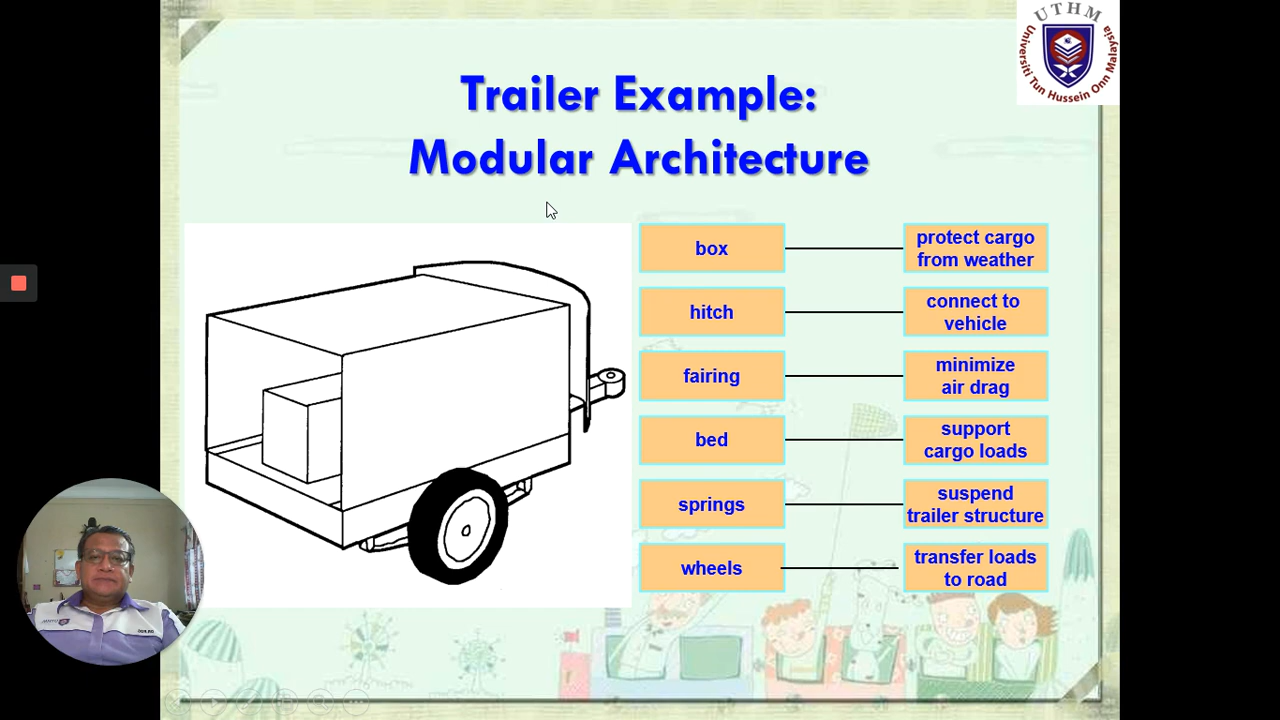 UTHM
Universiti Tun Hussein Onn Malaysia
Trailer Example:
Modular Architecture
box
protect cargo
from weather
hitch
connect to
vehicle
fairing
minimize
air drag
bed
support
cargo loads
springs
suspend
trailer structure
wheels
transfer loads
to road